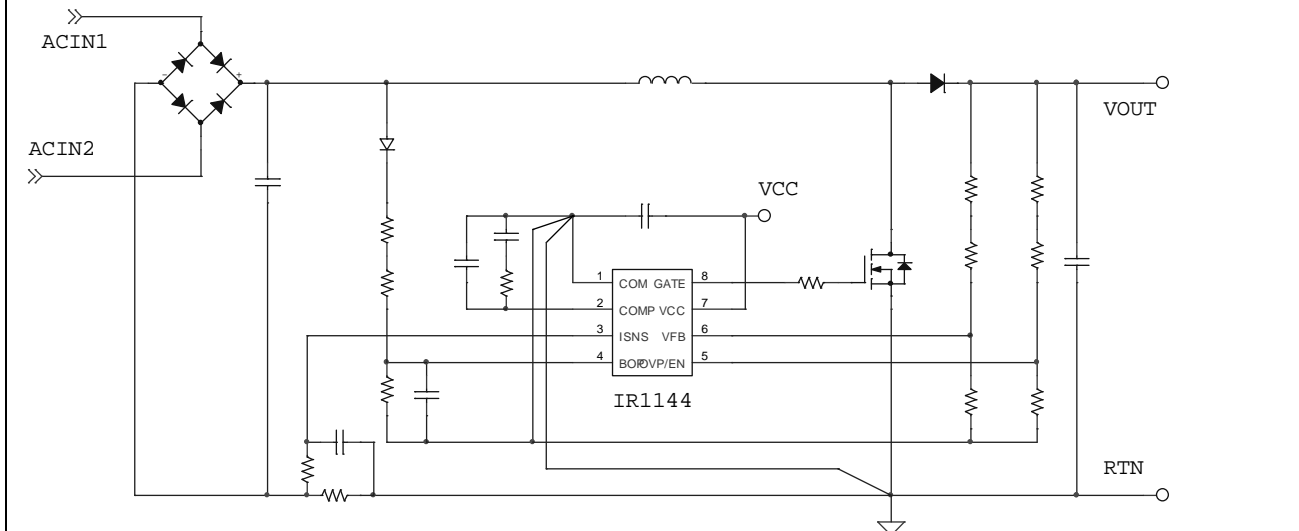 ACIN1
ACIN2
- +
VOUT
VCC
1 COM GATE 8
2 COMP VCC 7
3 ISNS VFB 6
4 BOP OVP/EN 5
IR1144
RTN